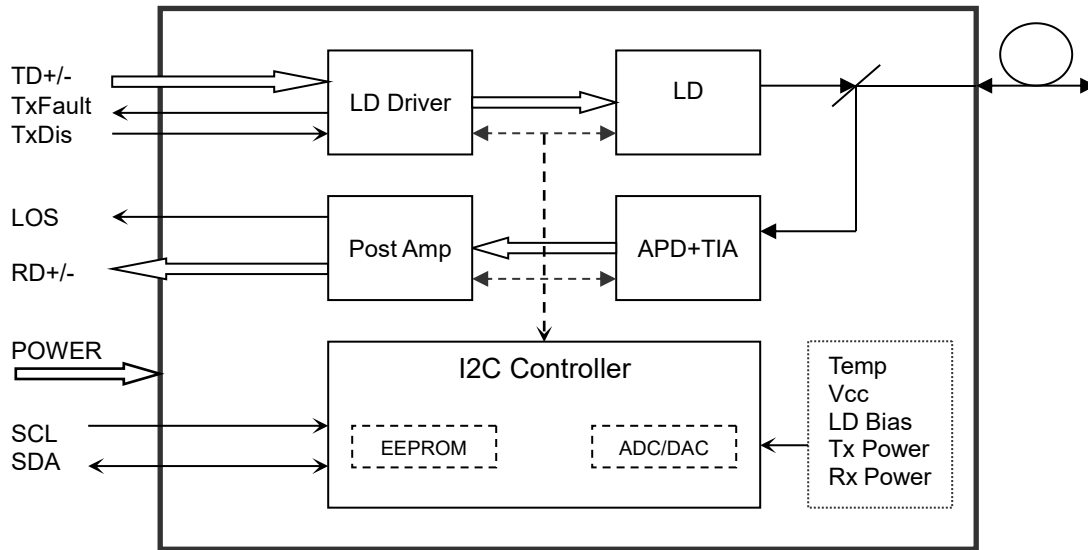 TD+/-
TxFault
TxDis
LD Driver
LD
LOS
RD+/-
Post Amp
APD+TIA
POWER
SCL
SDA
I2C Controller
EEPROM
ADC/DAC
Temp
Vcc
LD Bias
Tx Power
Rx Power